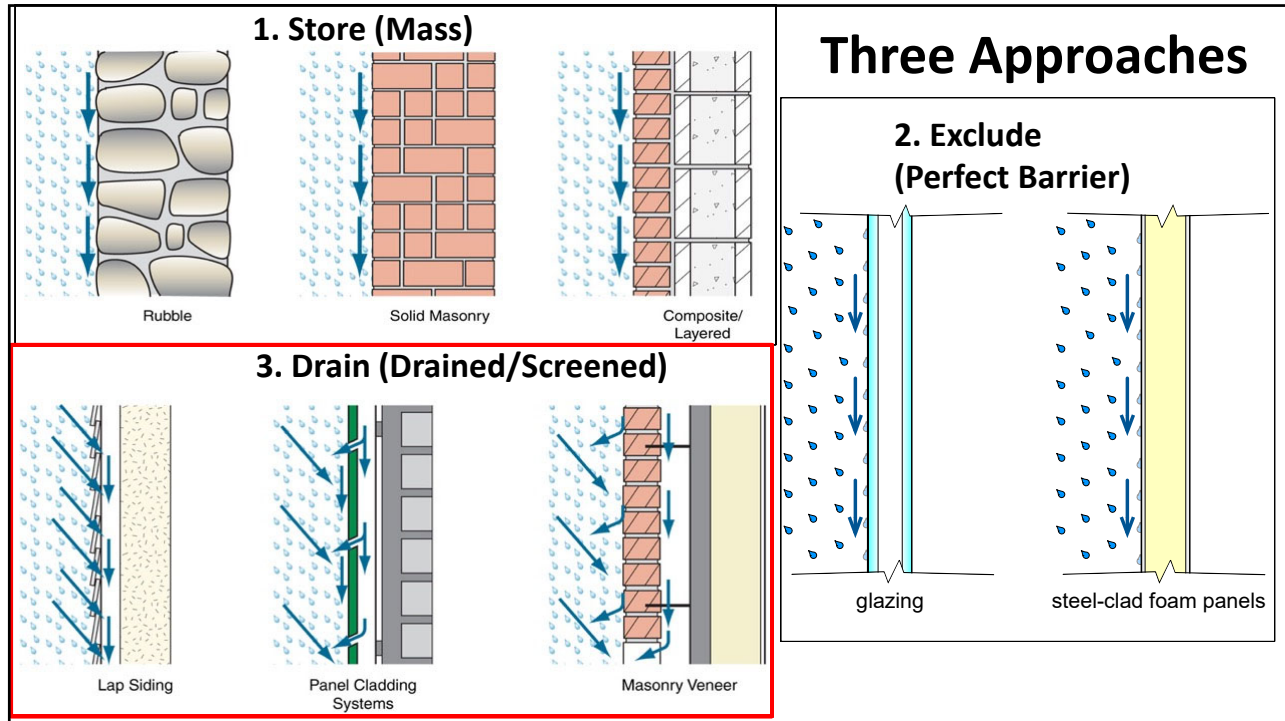 Three Approaches
1. Store (Mass)
Rubble
Solid Masonry
Composite/
Layered
2. Exclude
(Perfect Barrier)
glazing
steel-clad foam panels
3. Drain (Drained/Screened)
Lap Siding
Panel Cladding
Systems
Masonry Veneer